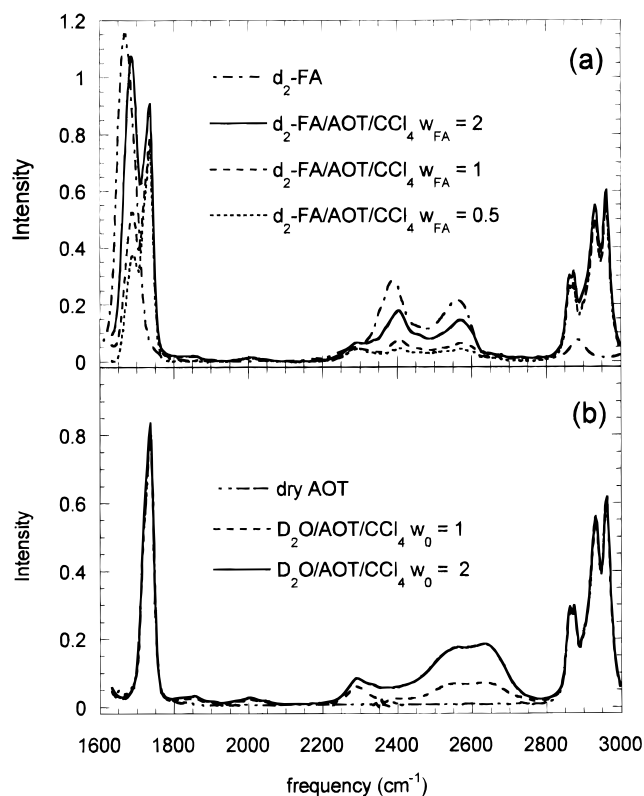 1.2
1
0.8
0.6
0.4
0.2
0
Intensity
(a)
d₂-FA
d₂-FA/AOT/CCl₄ w_FA = 2
d₂-FA/AOT/CCl₄ w_FA = 1
d₂-FA/AOT/CCl₄ w_FA = 0.5
0.8
0.6
0.4
0.2
0
Intensity
(b)
dry AOT
D₂O/AOT/CCl₄ w₀ = 1
D₂O/AOT/CCl₄ w₀ = 2
1600 1800 2000 2200 2400 2600 2800 3000
frequency (cm⁻¹)